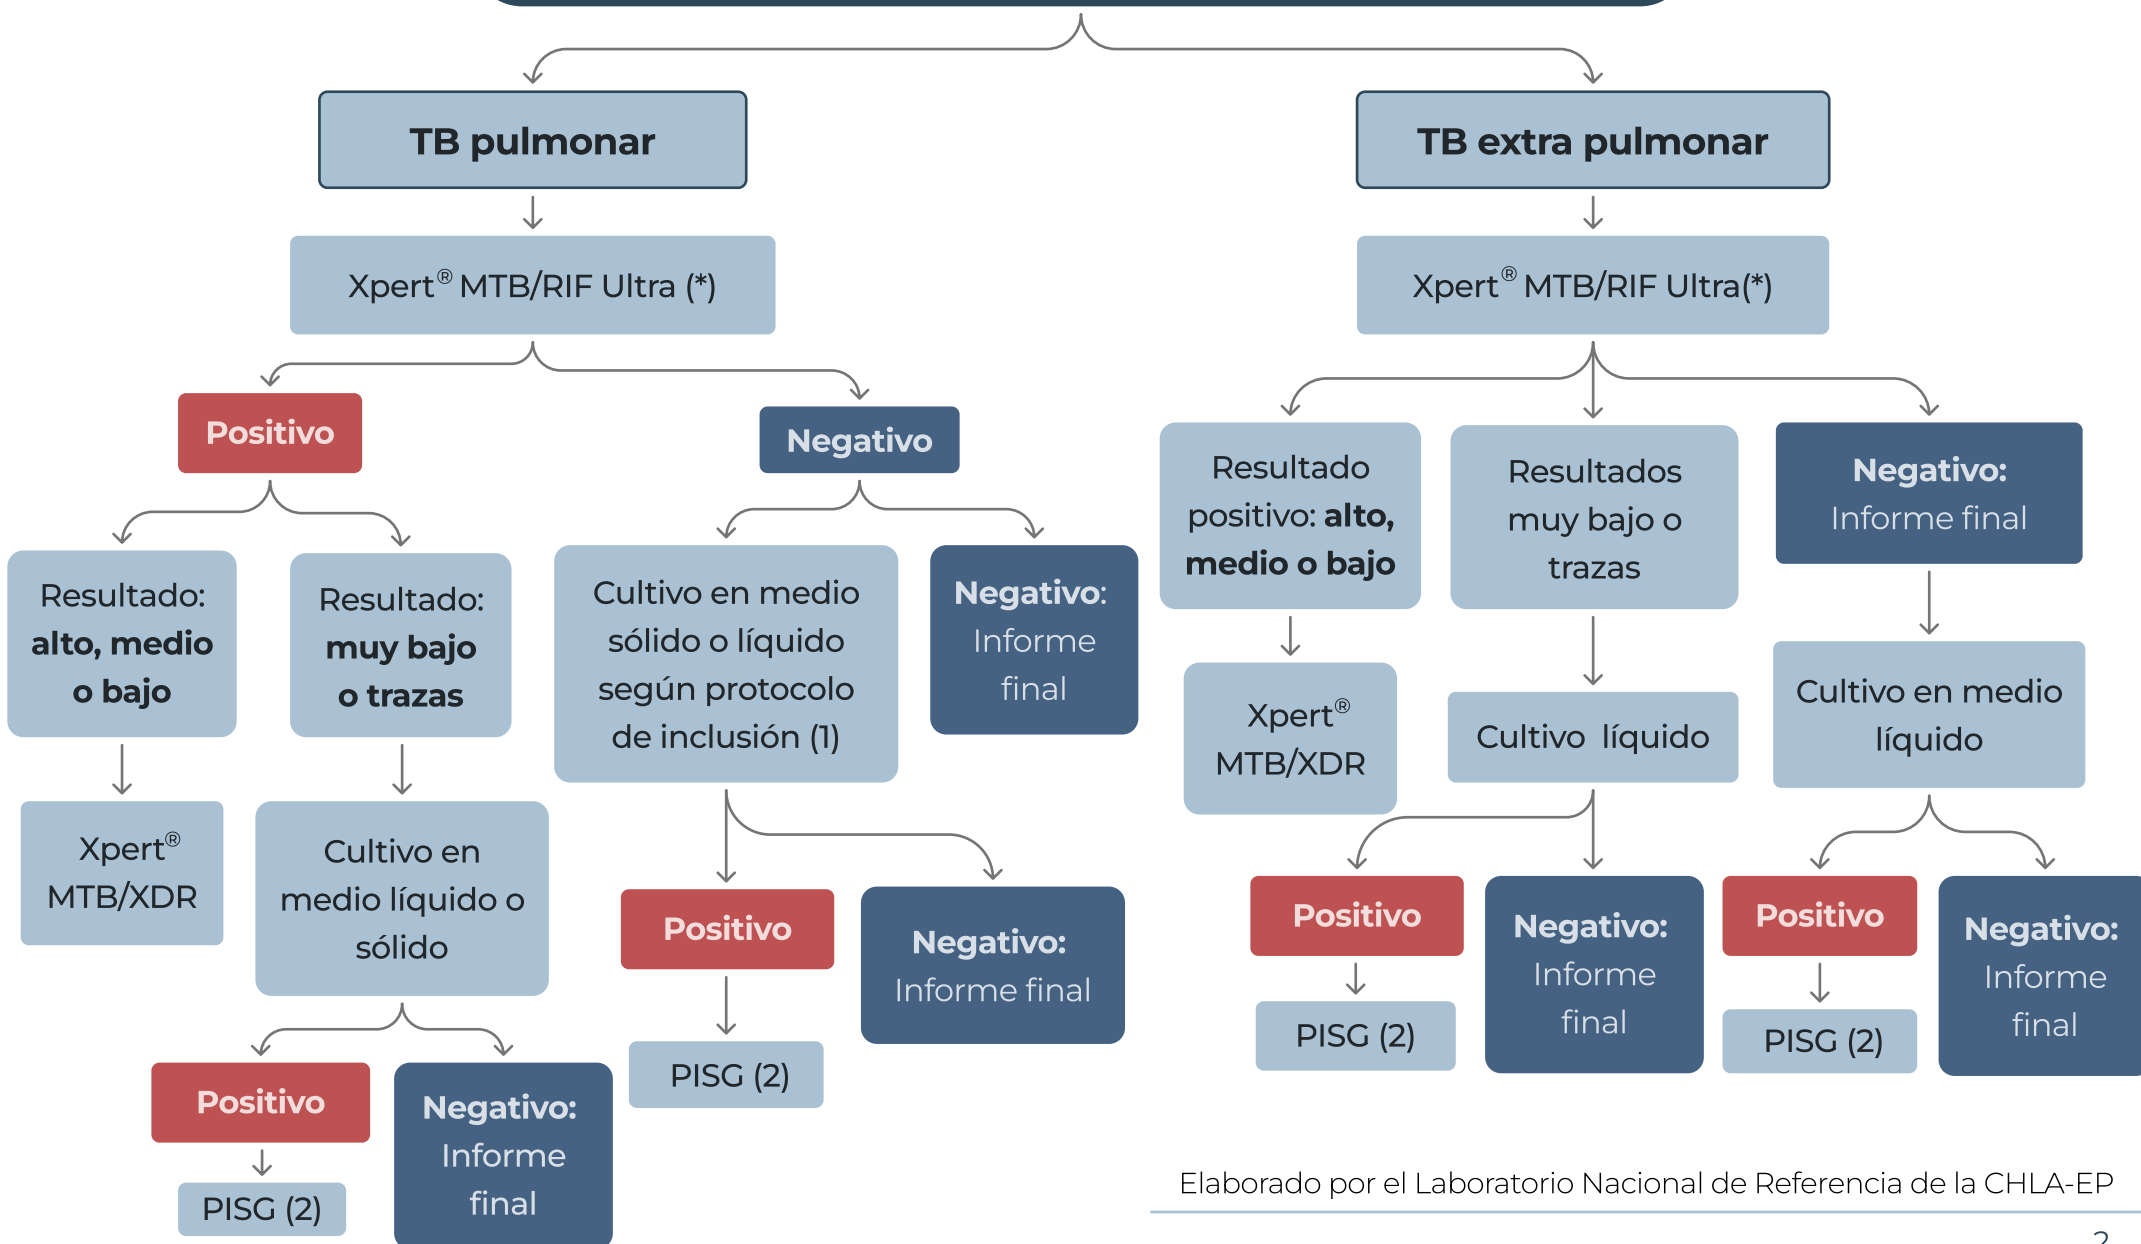 TB pulmonar
TB extra pulmonar
Xpert® MTB/RIF Ultra (*)
Xpert® MTB/RIF Ultra(*)
Positivo
Negativo
Resultado
positivo: alto,
medio o bajo
Resultados
muy bajo o
trazas
Negativo:
Informe final
Resultado:
alto, medio
o bajo
Resultado:
muy bajo
o trazas
Cultivo en medio
sólido o líquido
según protocolo
de inclusión (1)
Negativo:
Informe
final
Xpert®
MTB/XDR
Cultivo líquido
Cultivo en medio
líquido
Xpert®
MTB/XDR
Cultivo en
medio líquido o
sólido
Positivo
Negativo:
Informe final
Positivo
Negativo:
Informe
final
Positivo
Negativo:
Informe
final
PISG (2)
PISG (2)
PISG (2)
Positivo
Negativo:
Informe
final
PISG (2)
Elaborado por el Laboratorio Nacional de Referencia de la CHLA-EP
2